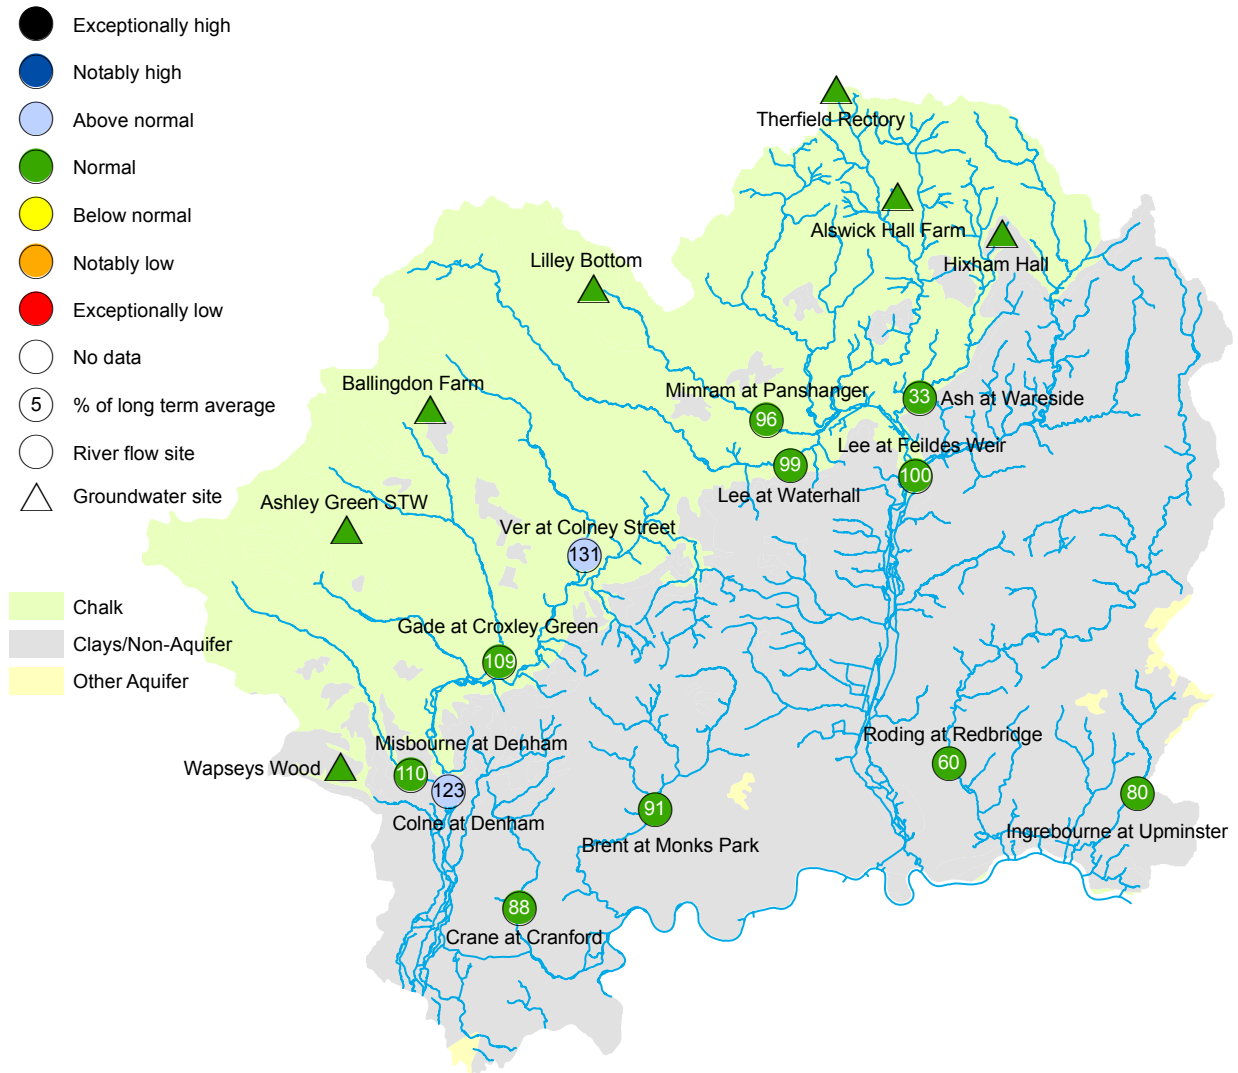 Exceptionally high
Notably high
Above normal
Normal
Below normal
Notably low
Exceptionally low
No data
5 % of long term average
River flow site
Groundwater site
Chalk
Clays/Non-Aquifer
Other Aquifer
Therfield Rectory
Alswick Hall Farm
Hixham Hall
Lilley Bottom
Ballingdon Farm
Mimram at Panshanger
96
33 Ash at Wareside
Lee at Feildes Weir
100
99
Lee at Waterhall
Ashley Green STW
Ver at Colney Street
131
Gade at Croxley Green
109
Misbourne at Denham
Wapseys Wood
110
123
Colne at Denham
Roding at Redbridge
60
80
Ingrebourne at Upminster
91
Brent at Monks Park
88
Crane at Cranford